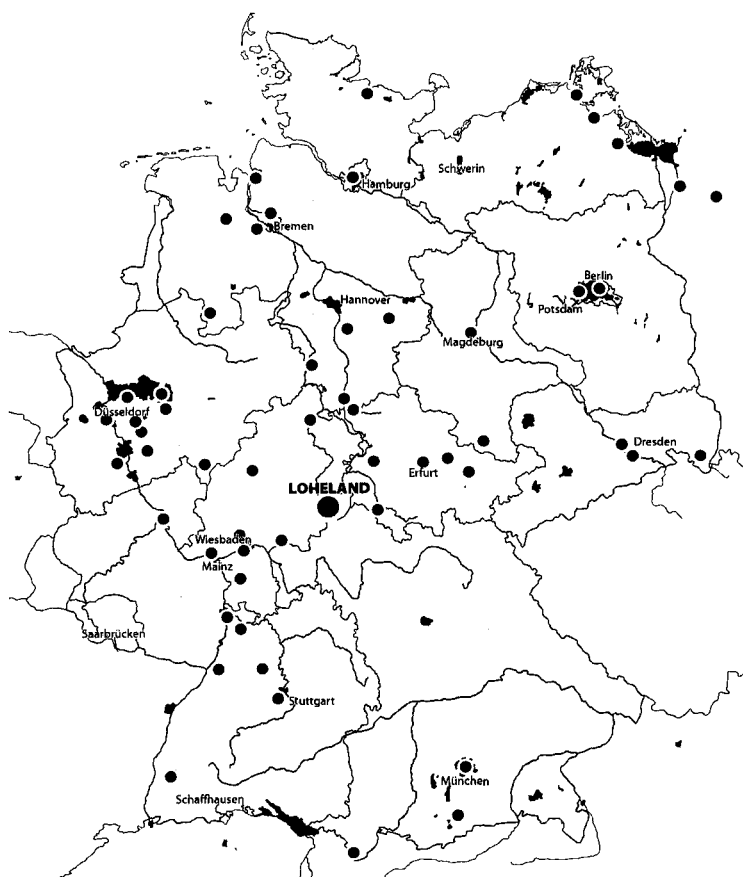 Schwerin
Hamburg
Bremen
Berlin
Hannover
Potsdam
Magdeburg
Düsseldorf
Dresden
Erfurt
LOHELAND
Wiesbaden
Mainz
Saarbrücken
Stuttgart
München
Schaffhausen